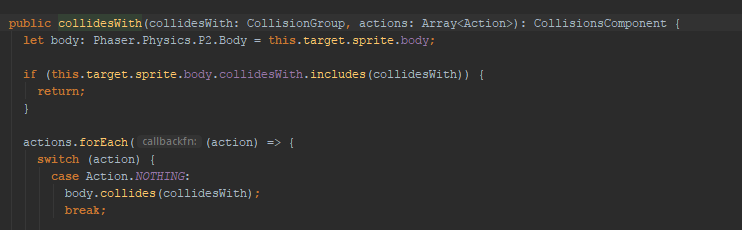 public collidesWith(collidesWith: CollisionGroup, actions: Array<Action>): CollisionsComponent {
let body: Phaser.Physics.P2.Body = this.target.sprite.body;
if (this.target.sprite.body.collidesWith.includes(collidesWith)) {
return;
}
actions.forEach( callbackfn: (action) => {
switch (action) {
case Action.NOTHING:
body.collides(collidesWith);
break;